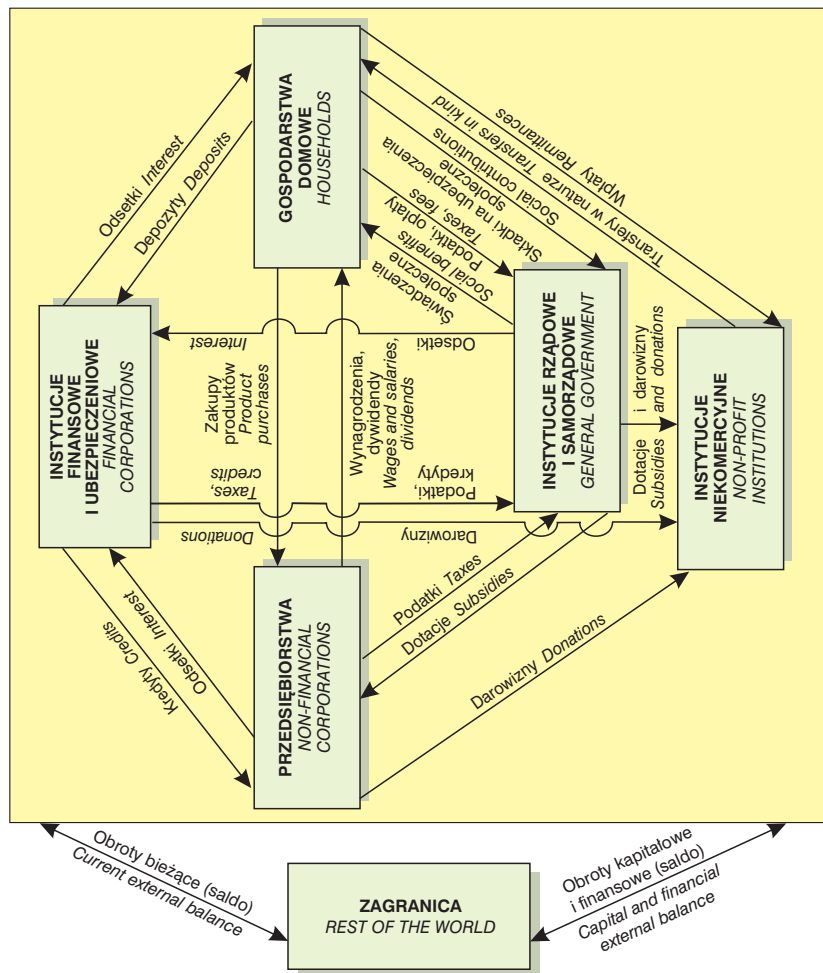 GOSPODARSTWA
DOMOWE
HOUSEHOLDS
Odsetki Interest
Depozyty Deposits
Wpłaty Remittances
Transfery w naturze Transfers in kind
Składki na ubezpieczenia
społeczne
Social contributions
Podatki, opłaty
Taxes, fees
Świadczenia
społeczne
Social benefits
INSTYTUCJE
FINANSOWE
I UBEZPIECZENIOWE
FINANCIAL
CORPORATIONS
Odsetki
Interest
Zakupy
produktów Product
purchases
Wynagrodzenia,
dywidendy
Wages and salaries,
dividends
INSTYTUCJE RZĄDOWE
I SAMORZĄDOWE
GENERAL GOVERNMENT
Dotacje i darowizny
Subsidies and donations
INSTYTUCJE
NIEKOMERCYJNE
NON-PROFIT
INSTITUTIONS
Podatki,
kredyty
Taxes,
credits
Darowizny
Donations
PRZEDSIĘBIORSTWA
NON-FINANCIAL
CORPORATIONS
Odsetki Interest
Kredyty Credits
Podatki Taxes
Dotacje Subsidies
Darowizny Donations
Obroty bieżące (saldo)
Current external balance
ZAGRANICA
REST OF THE WORLD
Obroty kapitałowe
i finansowe (saldo)
Capital and financial
external balance